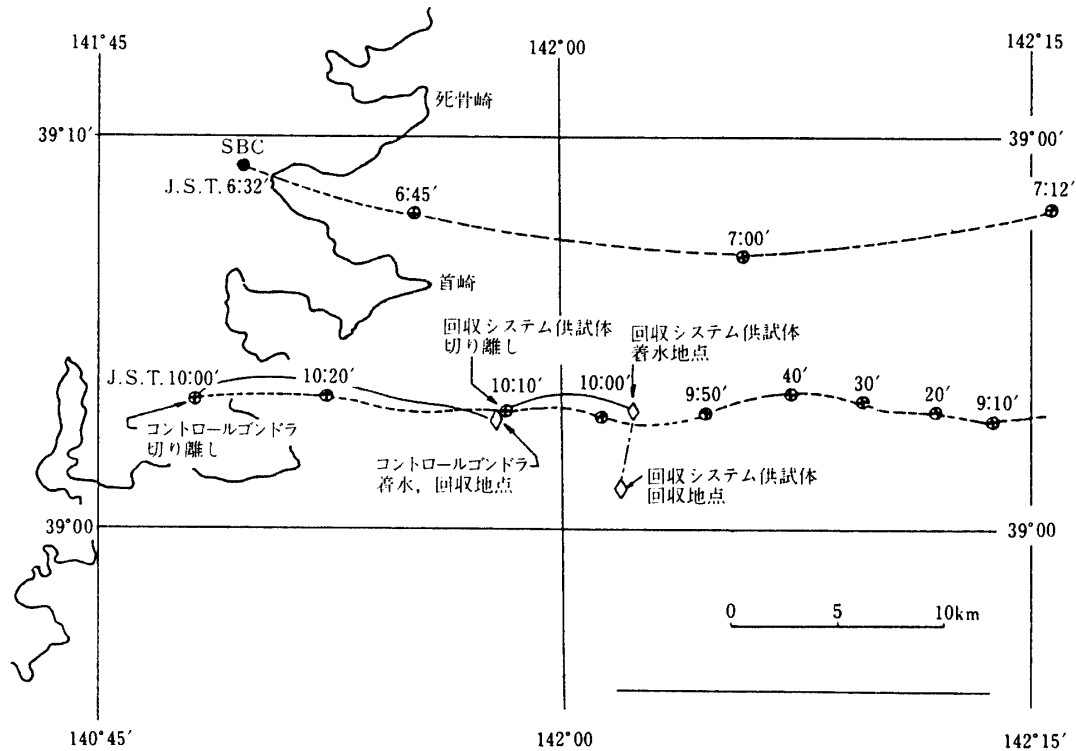 141°45′
142°00
142°15′
死骨崎
39°10′
39°00′
SBC
J.S.T. 6:32′
6:45′
7:00′
7:12′
首崎
回収システム供試体
切り離し
回収システム供試体
着水地点
J.S.T. 10:00′
10:20′
10:10′
10:00′
9:50′
40′
30′
20′
9:10′
コントロールゴンドラ
切り離し
コントロールゴンドラ
着水, 回収地点
回収システム供試体
回収地点
39°00
39°00
0
5
10km
140°45′
142°00
142°15′